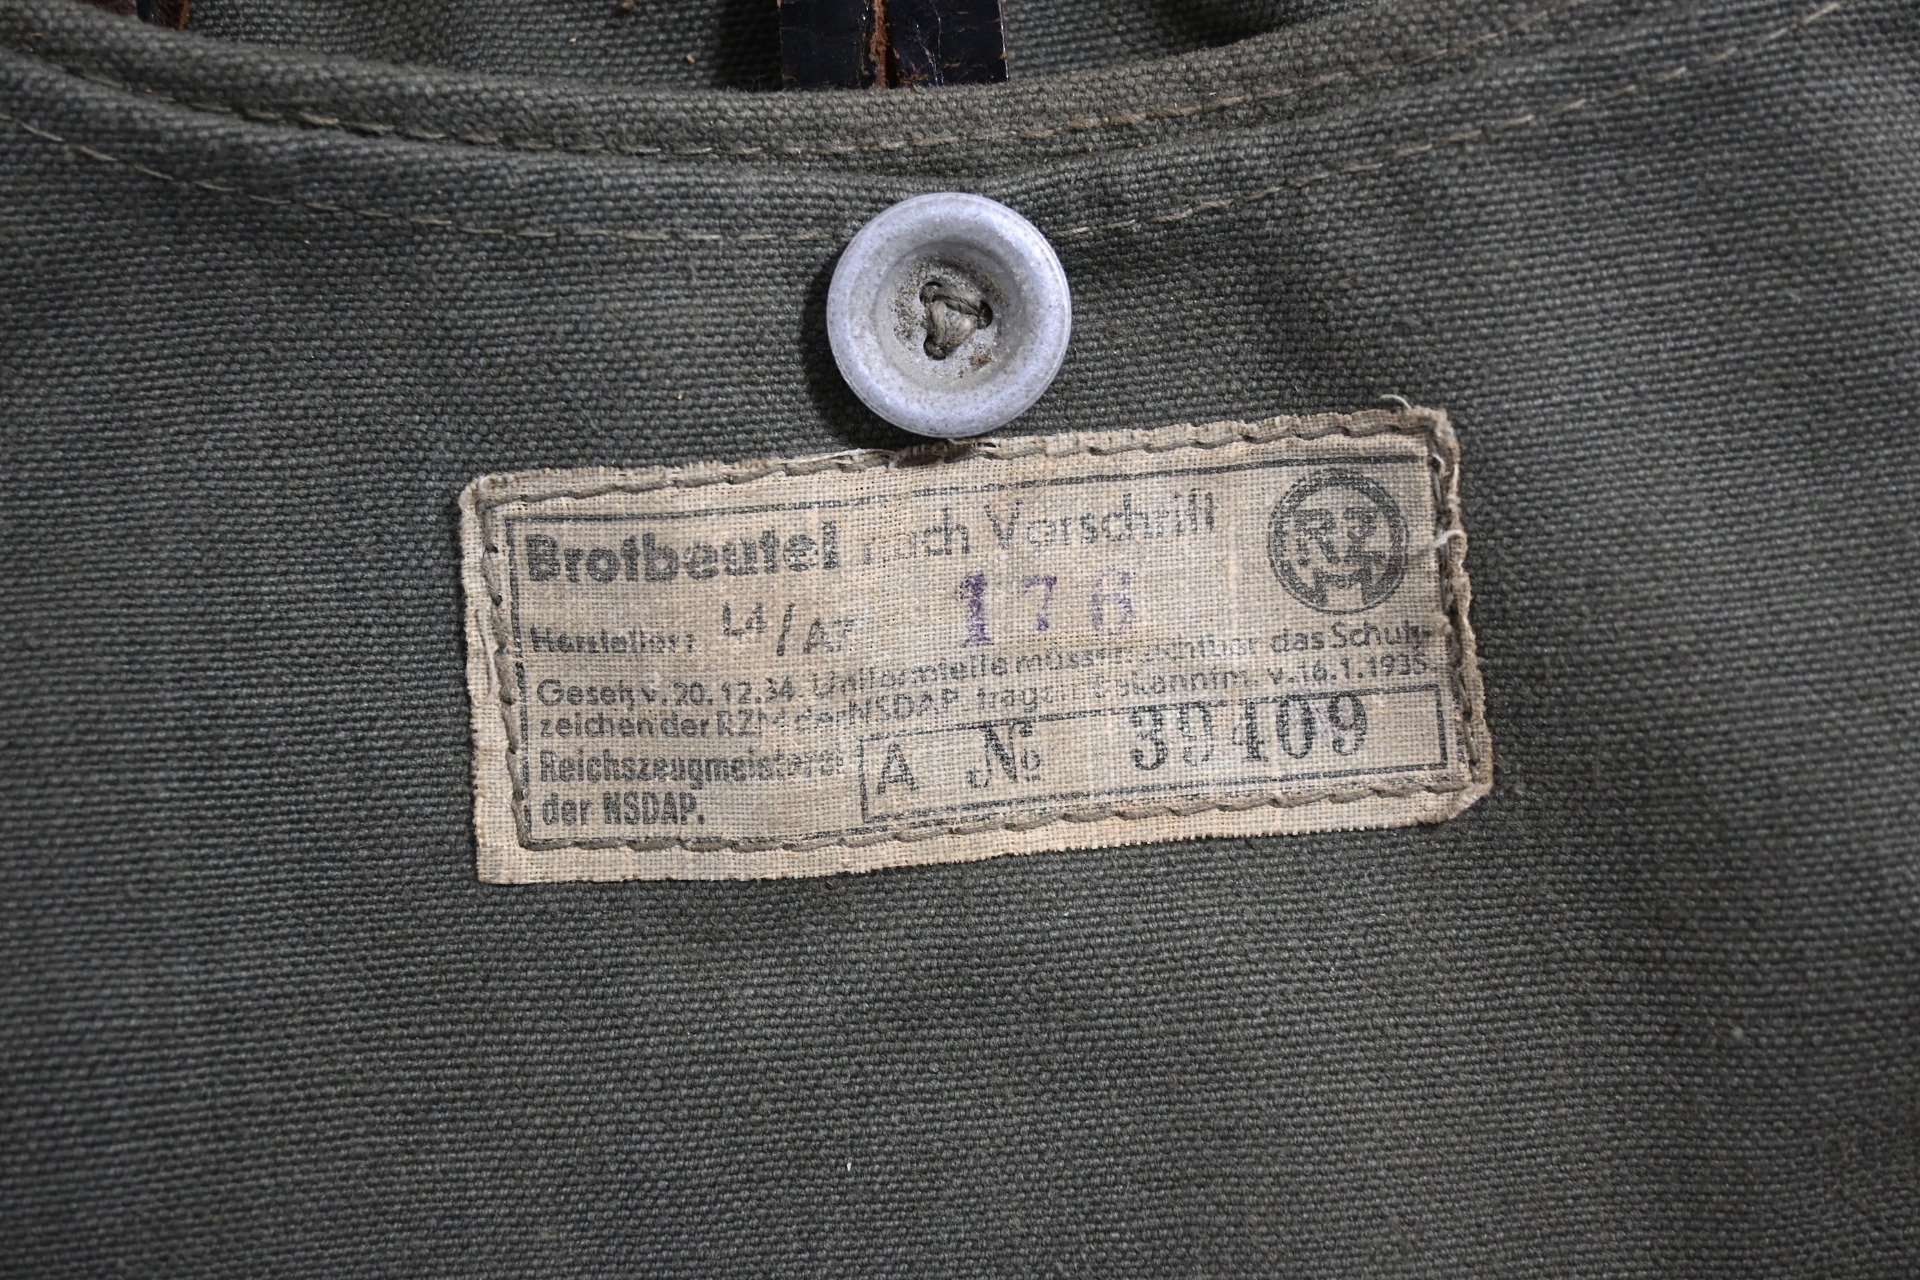 Brotbeutel nach Vorschrift
RZM
Hersteller: L4/A7 176
Gesetz v. 20.12.34. Uniformteile müssen sichtbar das Schutz-
zeichen der RZM der NSDAP. tragen Bekanntm. v. 16.1.1935.
Reichszeugmeisterei
der NSDAP.
A № 39409